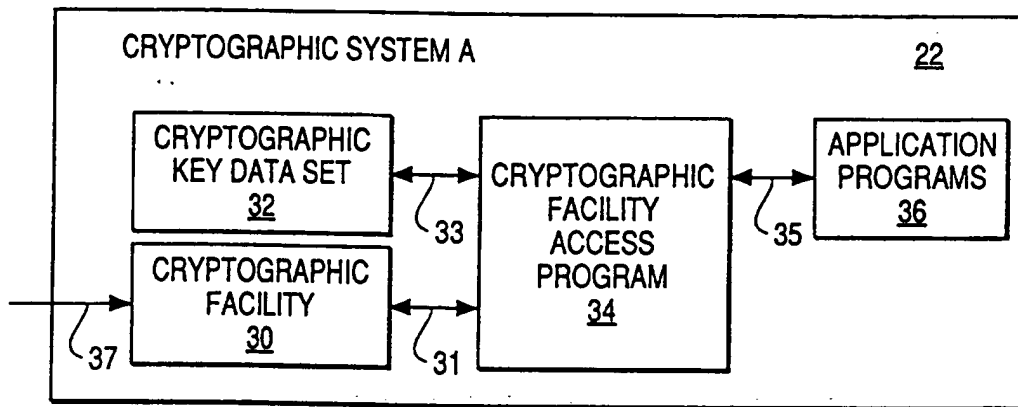 CRYPTOGRAPHIC SYSTEM A
22
CRYPTOGRAPHIC
KEY DATA SET
32
33
CRYPTOGRAPHIC
FACILITY
30
37
31
CRYPTOGRAPHIC
FACILITY
ACCESS
PROGRAM
34
35
APPLICATION
PROGRAMS
36